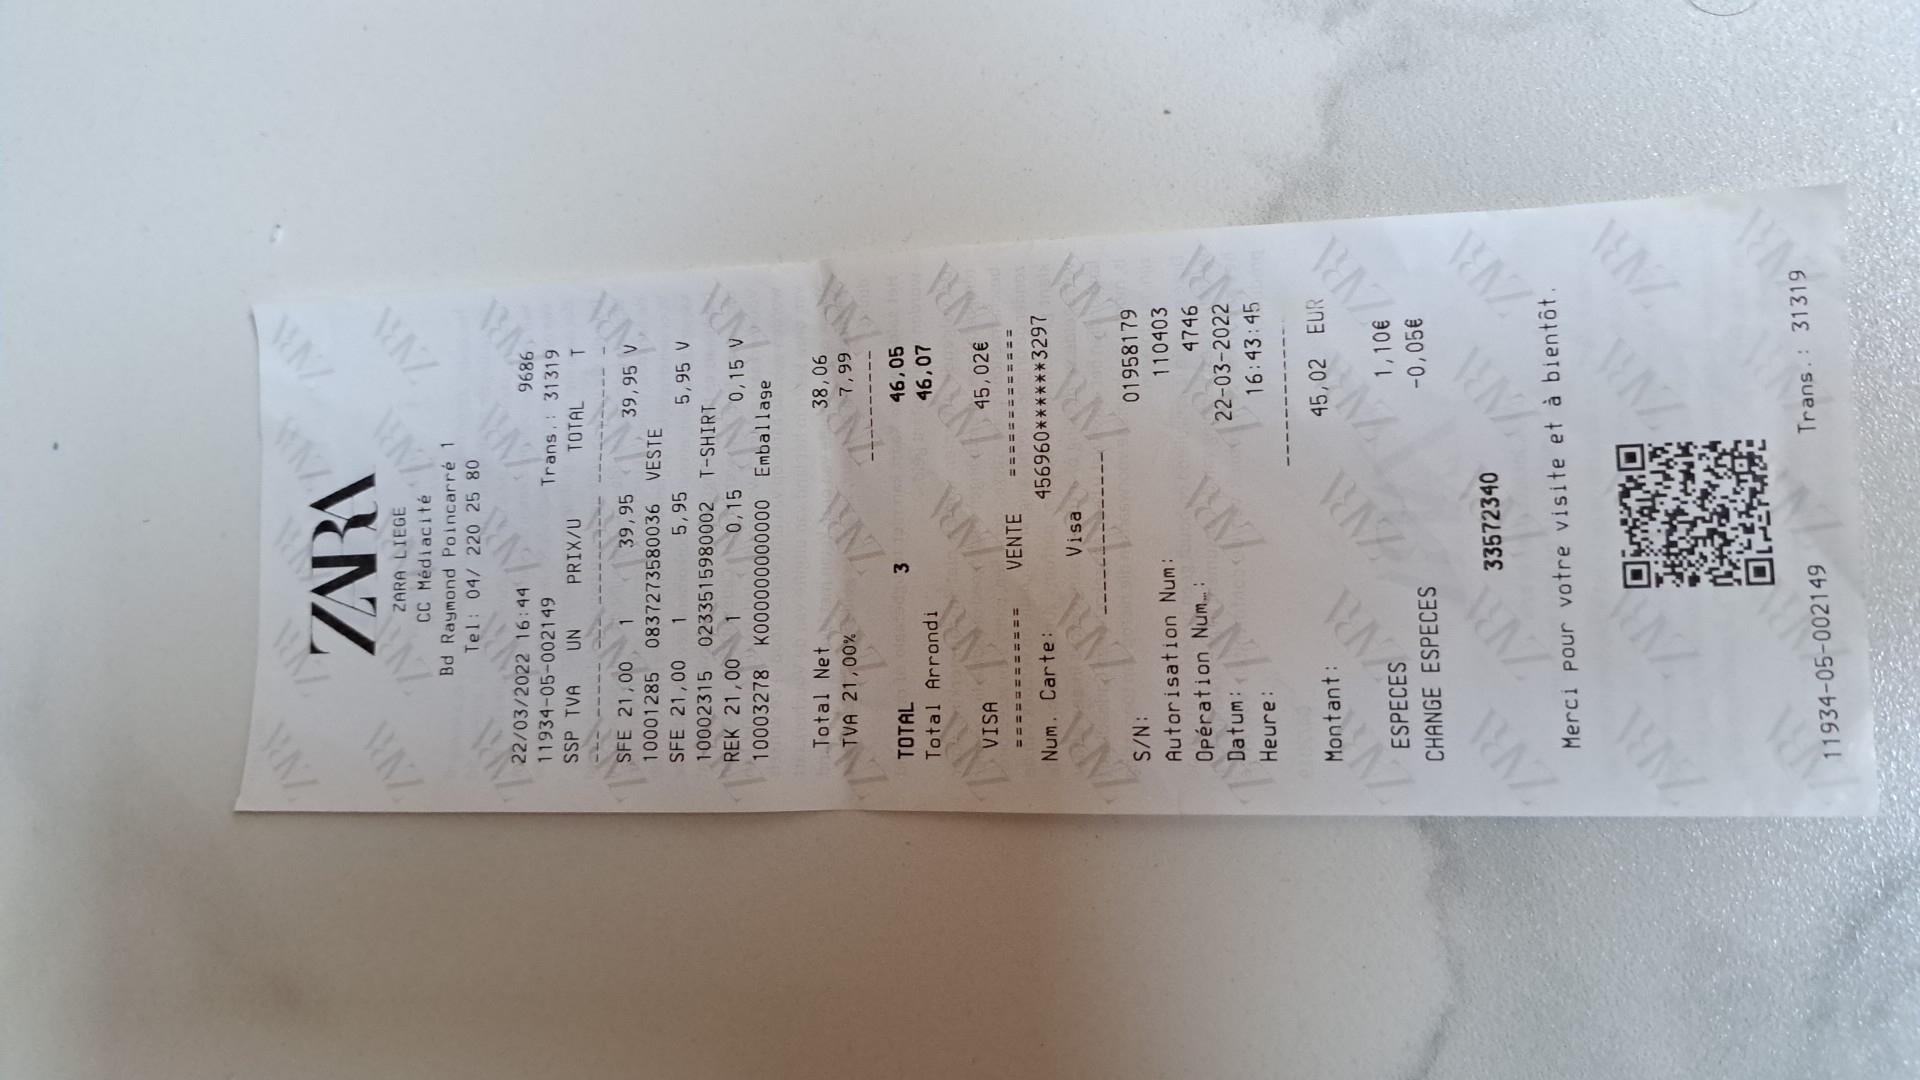 ZARA
ZARA LIEGE
CC Médiacité
Bd Raymond Poincarré 1
Tel: 04/ 220 25 80
22/03/2022 16:44 9686
11934-05-002149 Trans.: 31319
SSP TVA UN PRIX/U TOTAL T
SFE 21,00 1 39,95 39,95 V
10001285 08372735800036 VESTE
SFE 21,00 1 5,95 5,95 V
10002315 0233515980002 T-SHIRT
REK 21,00 1 0,15 0,15 V
10003278 K0000000000000 Emballage
Total Net 38,06
TVA 21,00% 7,99
----------
TOTAL 3 46,05
Total Arrondi 46,07
VISA 45,02€
============ VENTE ============
Num. Carte: 456960******3297
Visa
-----------------
S/N: 01958179
Autorisation Num: 110403
Opération Num…: 4746
Datum: 22-03-2022
Heure: 16:43:45
-----------------
Montant: 45,02 EUR
ESPECES 1,10€
CHANGE ESPECES -0,05€
33572340
Merci pour votre visite et à bientôt.
11934-05-002149 Trans.: 31319